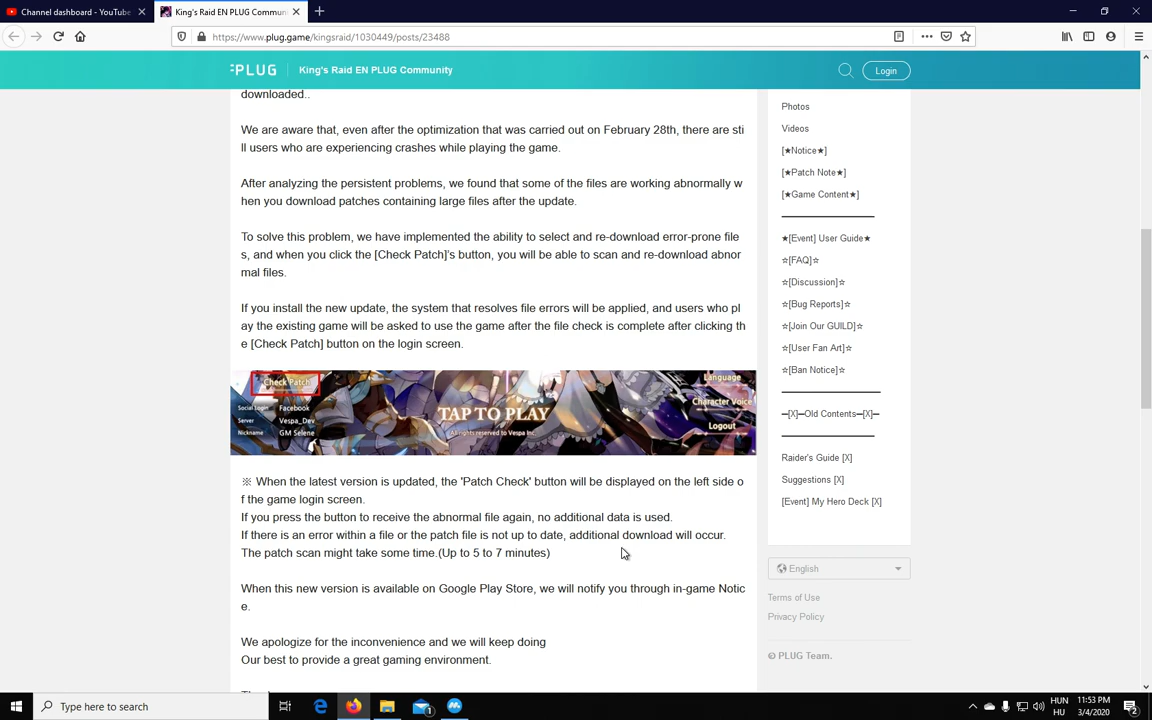 Channel dashboard - YouTube
King's Raid EN PLUG Communi
https://www.plug.game/kingsraid/1030449/posts/23488
PLUG
King's Raid EN PLUG Community
Login
downloaded..
We are aware that, even after the optimization that was carried out on February 28th, there are sti
ll users who are experiencing crashes while playing the game.
After analyzing the persistent problems, we found that some of the files are working abnormally w
hen you download patches containing large files after the update.
To solve this problem, we have implemented the ability to select and re-download error-prone file
s, and when you click the [Check Patch]'s button, you will be able to scan and re-download abnor
mal files.
If you install the new update, the system that resolves file errors will be applied, and users who pl
ay the existing game will be asked to use the game after the file check is complete after clicking th
e [Check Patch] button on the login screen.
Check Patch
Social Login Facebook
Server Vespa_Dev
Nickname GM Selene
TAP TO PLAY
All rights reserved to Vespa Inc.
Language
Character Voice
Logout
※ When the latest version is updated, the 'Patch Check' button will be displayed on the left side o
f the game login screen.
If you press the button to receive the abnormal file again, no additional data is used.
If there is an error within a file or the patch file is not up to date, additional download will occur.
The patch scan might take some time.(Up to 5 to 7 minutes)
When this new version is available on Google Play Store, we will notify you through in-game Notic
e.
We apologize for the inconvenience and we will keep doing
Our best to provide a great gaming environment.
Photos
Videos
[★Notice★]
[★Patch Note★]
[★Game Content★]
★[Event] User Guide★
☆[FAQ]☆
☆[Discussion]☆
☆[Bug Reports]☆
☆[Join Our GUILD]☆
☆[User Fan Art]☆
☆[Ban Notice]☆
━[X]━Old Contents━[X]━
Raider's Guide [X]
Suggestions [X]
[Event] My Hero Deck [X]
English
Terms of Use
Privacy Policy
© PLUG Team.
Type here to search
1
HUN
HU
11:53 PM
3/4/2020
2